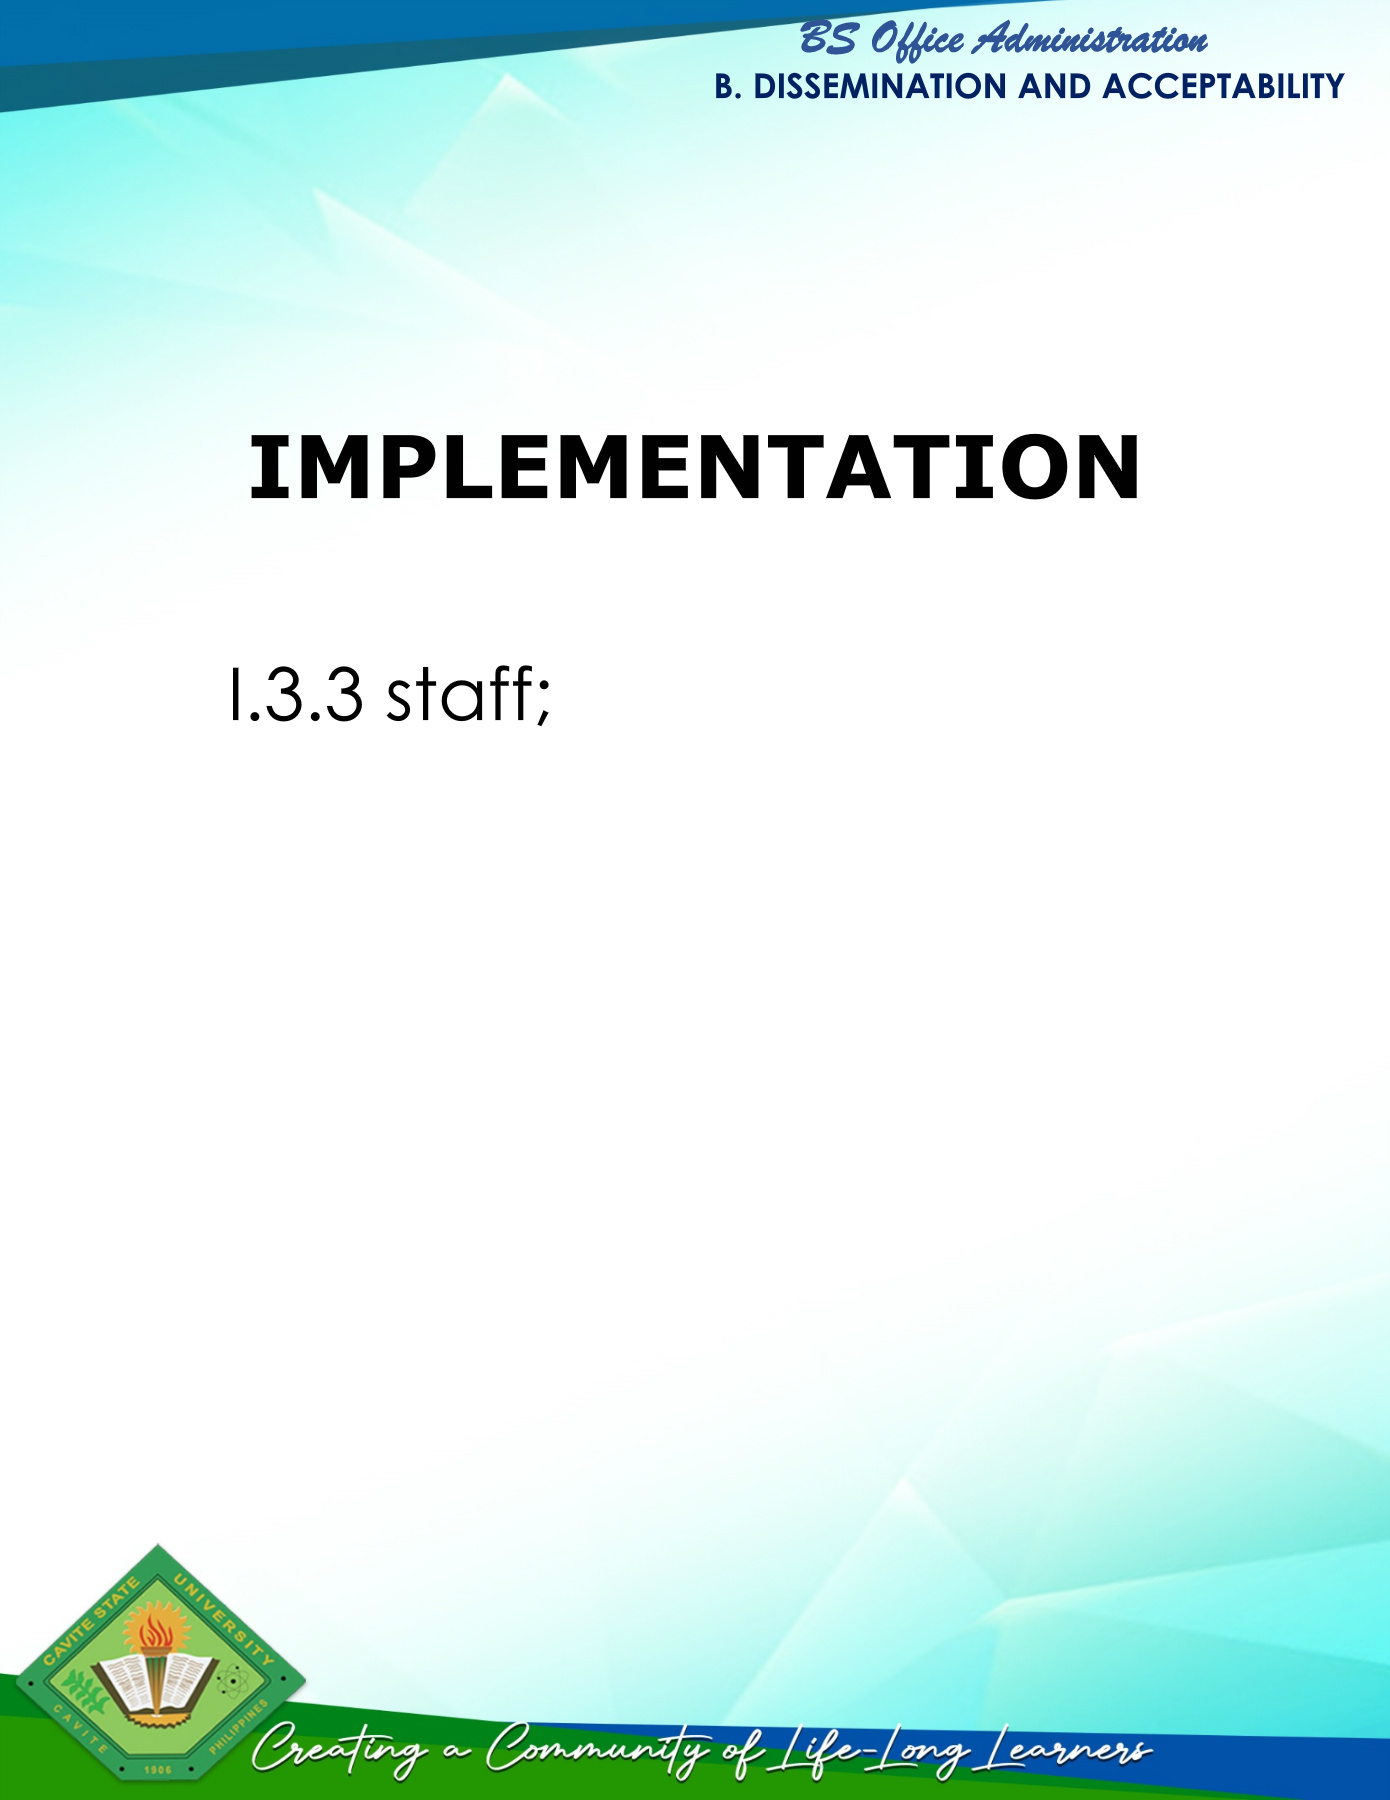 BS Office Administration
B. DISSEMINATION AND ACCEPTABILITY
IMPLEMENTATION
I.3.3 staff;
CAVITE STATE UNIVERSITY
CAVITE
PHILIPPINES
1906
Creating a Community of Life-Long Learners